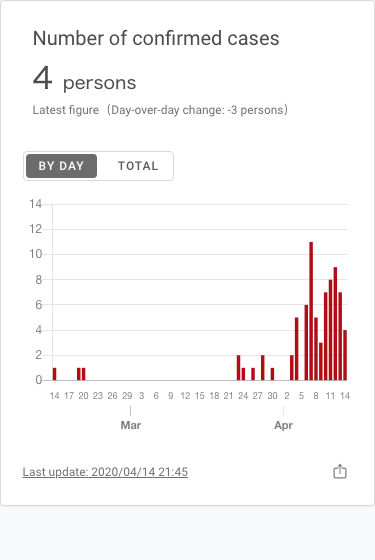 Number of confirmed cases
4 persons
Latest figure（Day-over-day change: -3 persons）
BY DAY TOTAL
14
12
10
8
6
4
2
0
14 17 20 23 26 29 3 6 9 12 15 18 21 24 27 30 2 5 8 11 14
Mar Apr
Last update: 2020/04/14 21:45